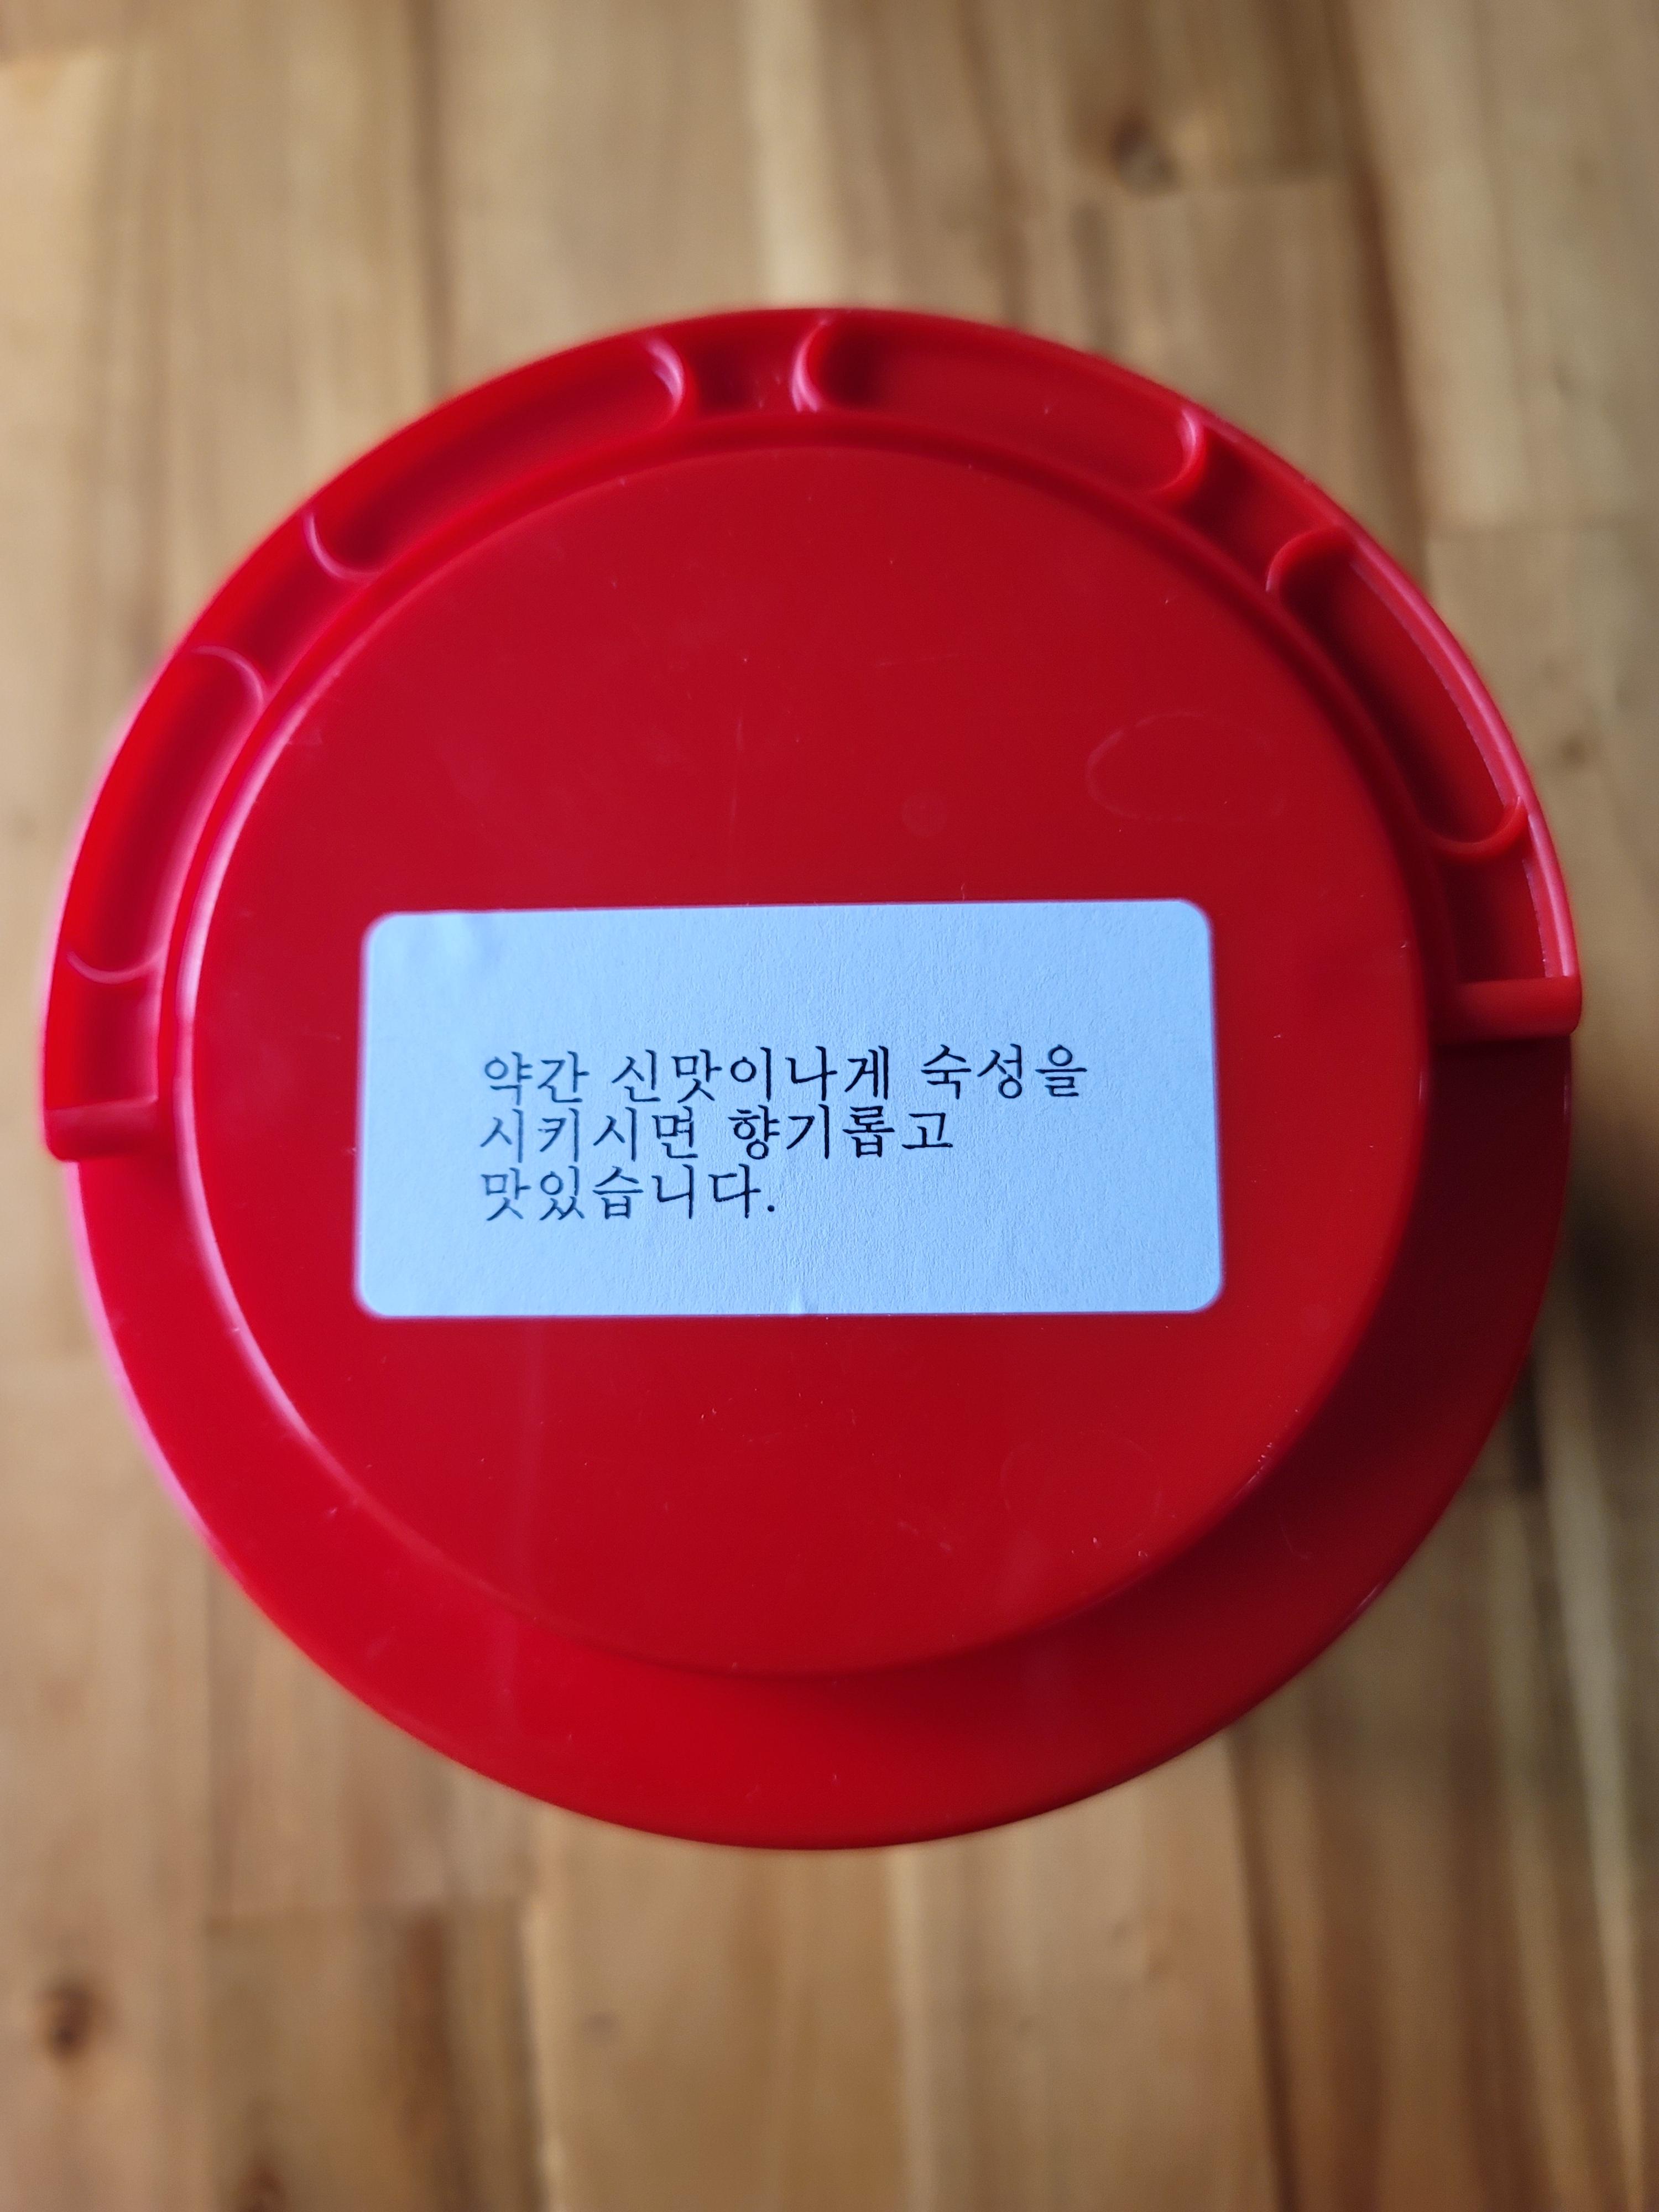 약간 신맛이나게 숙성을
시키시면 향기롭고
맛있습니다.